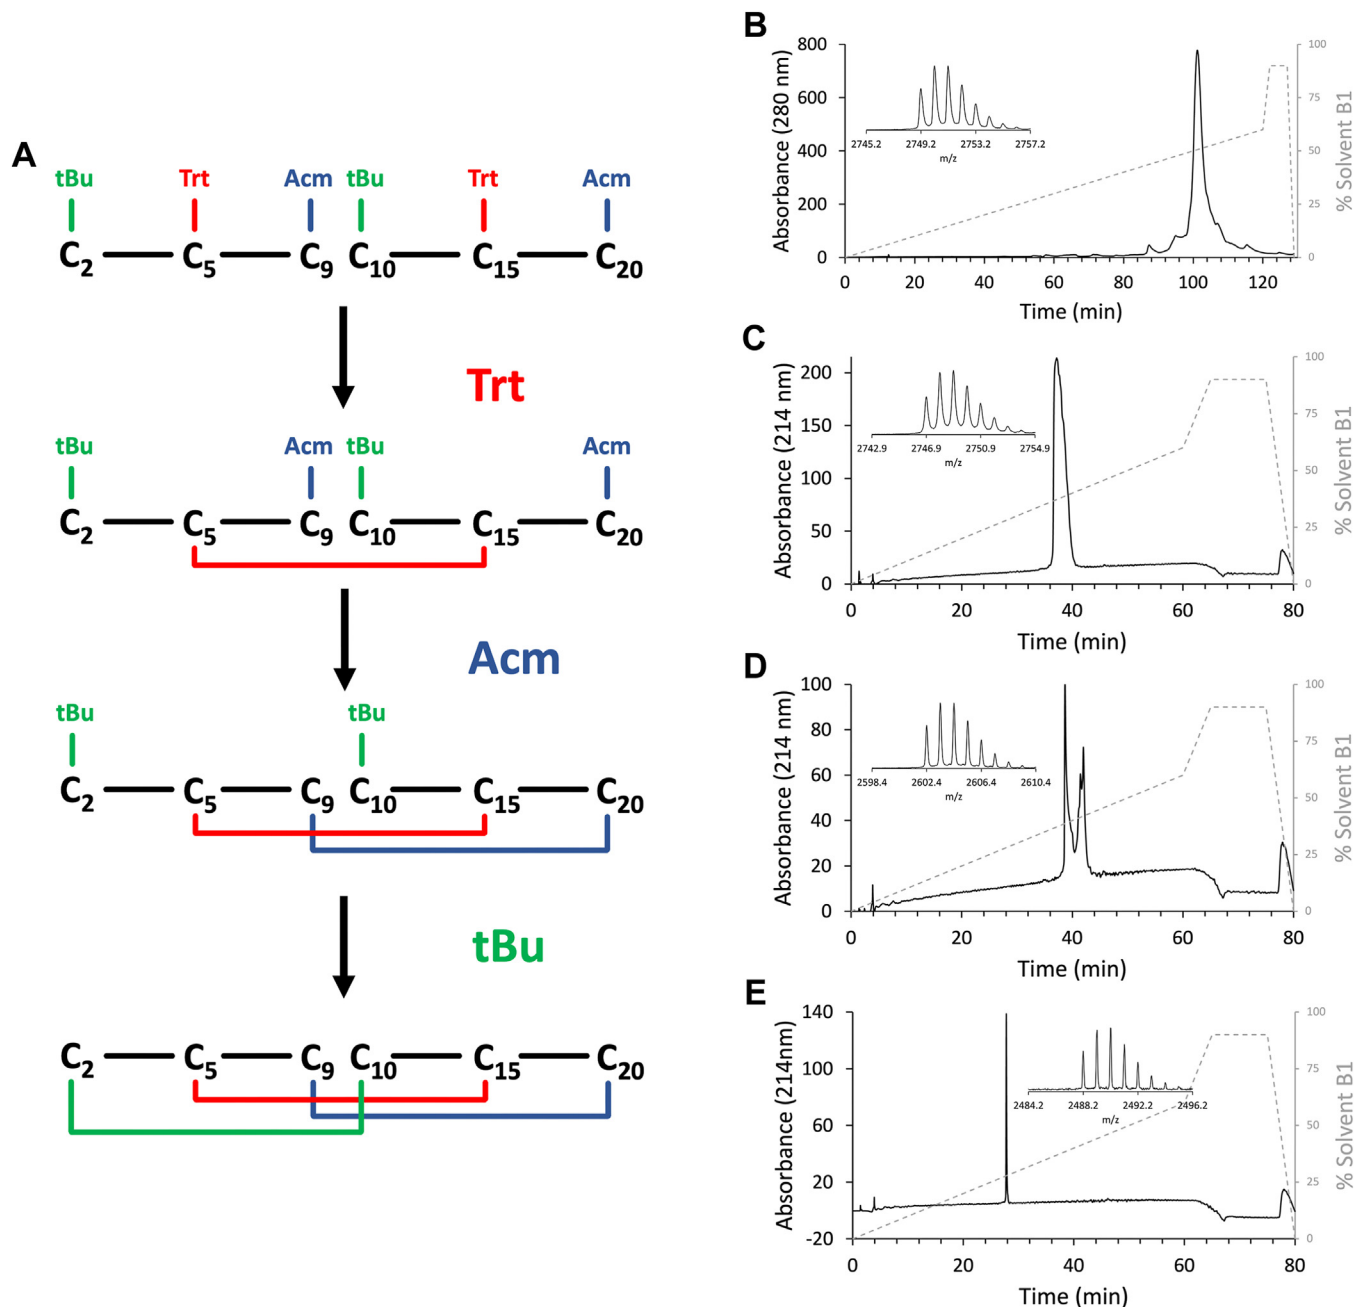 A
tBu Trt Acm tBu Trt Acm
C2 C5 C9 C10 C15 C20
Trt
tBu Acm tBu Acm
C2 C5 C9 C10 C15 C20
Acm
tBu tBu
C2 C5 C9 C10 C15 C20
tBu
C2 C5 C9 C10 C15 C20
B
Absorbance (280 nm)
800
600
400
200
0
0 20 40 60 80 100 120
Time (min)
100
75
50
25
0
% Solvent B1
2745.2 2749.2 2753.2 2757.2
m/z
C
Absorbance (214 nm)
200
150
100
50
0
0 20 40 60 80
Time (min)
100
75
50
25
0
% Solvent B1
2742.9 2746.9 2750.9 2754.9
m/z
D
Absorbance (214 nm)
100
80
60
40
20
0
0 20 40 60 80
Time (min)
100
75
50
25
0
% Solvent B1
2598.4 2602.4 2606.4 2610.4
m/z
E
Absorbance (214nm)
140
100
60
20
-20
0 20 40 60 80
Time (min)
100
75
50
25
0
% Solvent B1
2484.2 2488.2 2492.2 2496.2
m/z